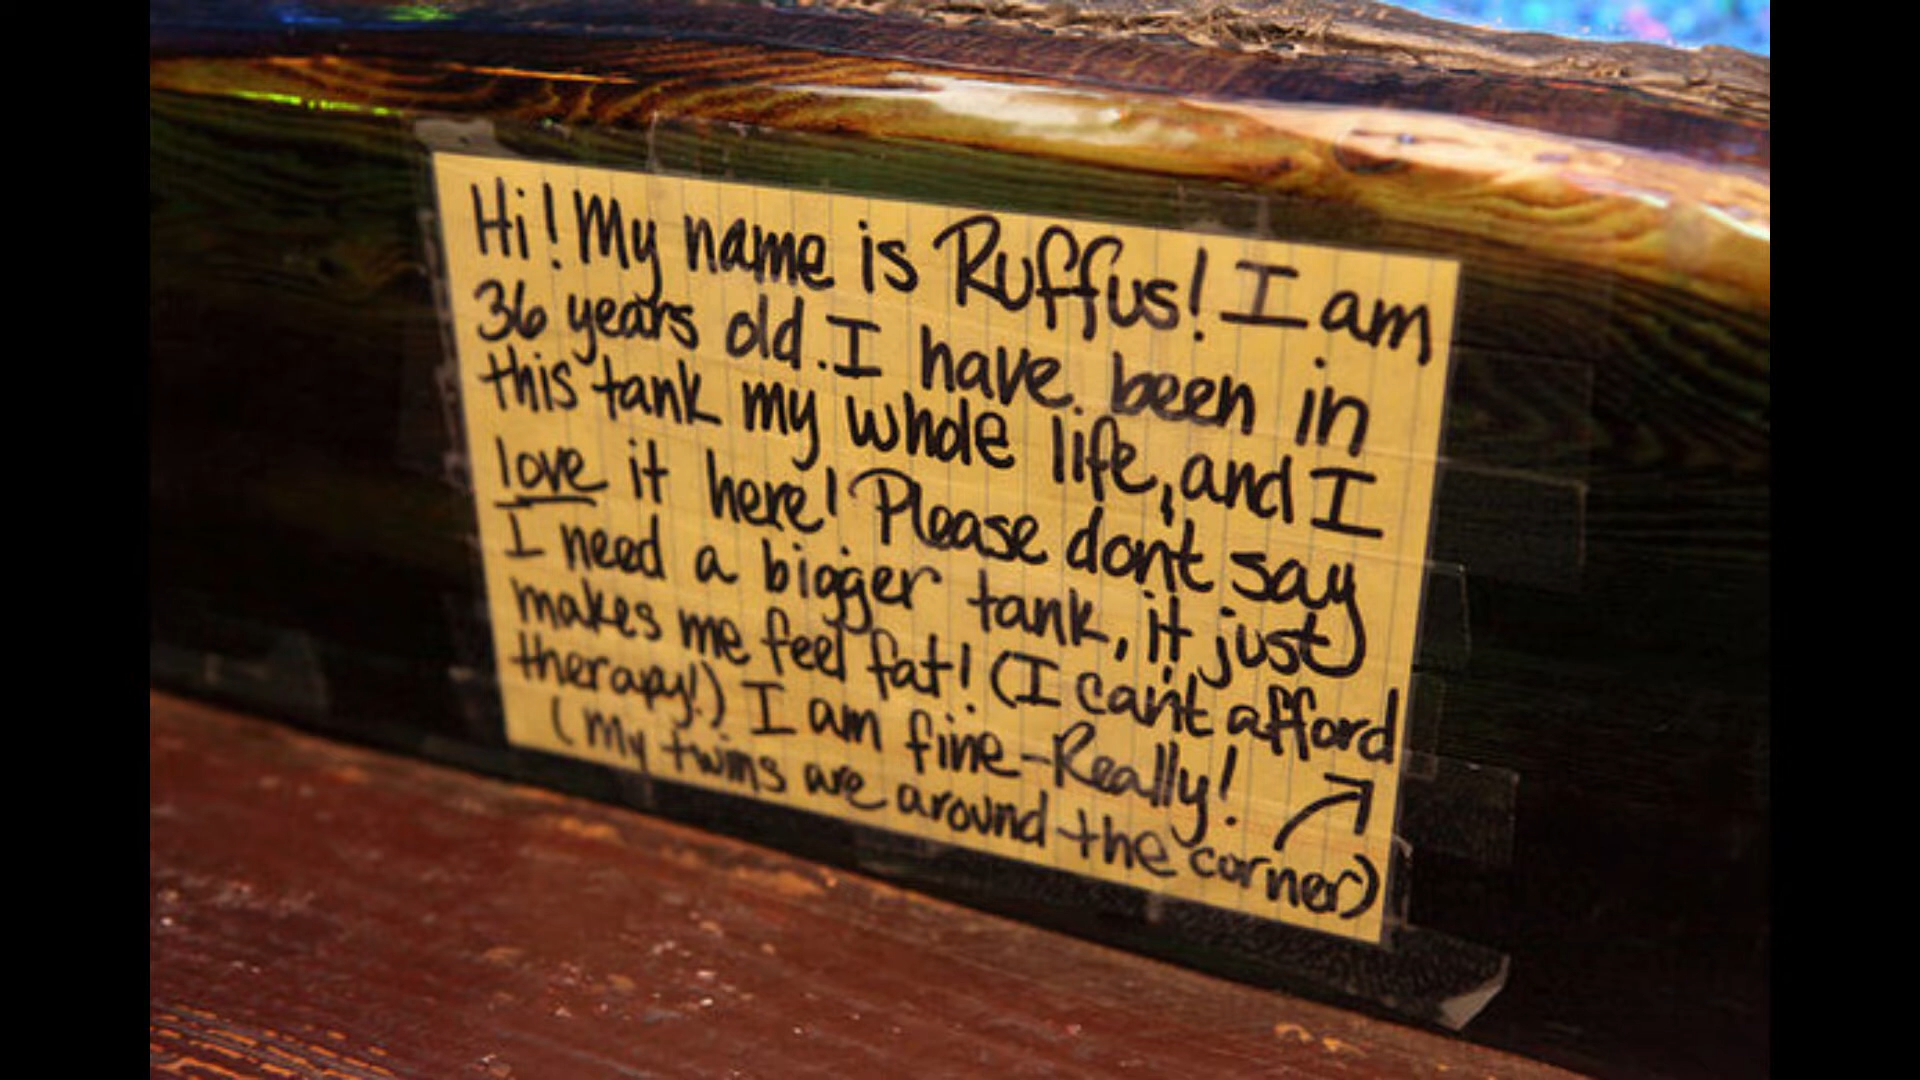 Hi! My name is Ruffus! I am
36 years old. I have been in
this tank my whole life, and I
love it here! Please don't say
I need a bigger tank, it just
makes me feel fat! (I can't afford
therapy!) I am fine-Really!
(My twins are around the corner)